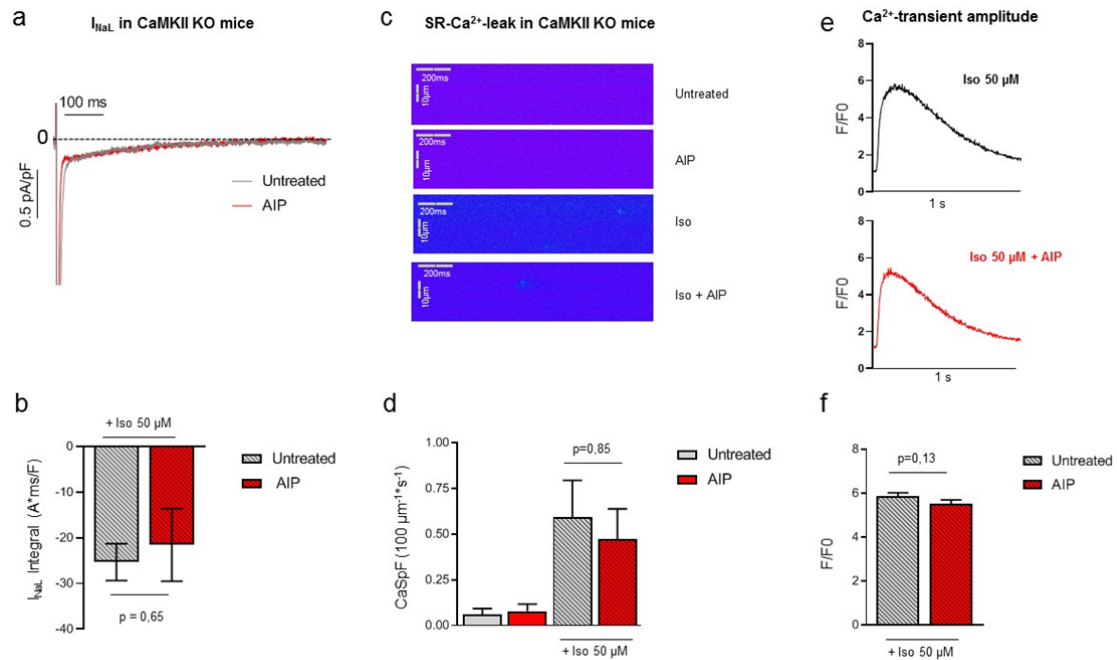 a
I_NaL in CaMKII KO mice
100 ms
0
0.5 pA/pF
Untreated
AIP
b
+ Iso 50 µM
0
-10
-20
-30
-40
I_NaL Integral (A*ms/F)
p = 0,65
Untreated
AIP
c
SR-Ca²⁺-leak in CaMKII KO mice
200ms
10µm
Untreated
200ms
10µm
AIP
200ms
10µm
Iso
200ms
10µm
Iso + AIP
d
1.00
0.75
0.50
0.25
0.00
CaSpF (100 µm⁻¹*s⁻¹)
p=0,85
Untreated
AIP
+ Iso 50 µM
e
Ca²⁺-transient amplitude
8
6
4
2
0
F/F0
Iso 50 µM
1 s
8
6
4
2
0
F/F0
Iso 50 µM + AIP
1 s
f
8
6
4
2
0
F/F0
p=0,13
Untreated
AIP
+ Iso 50 µM